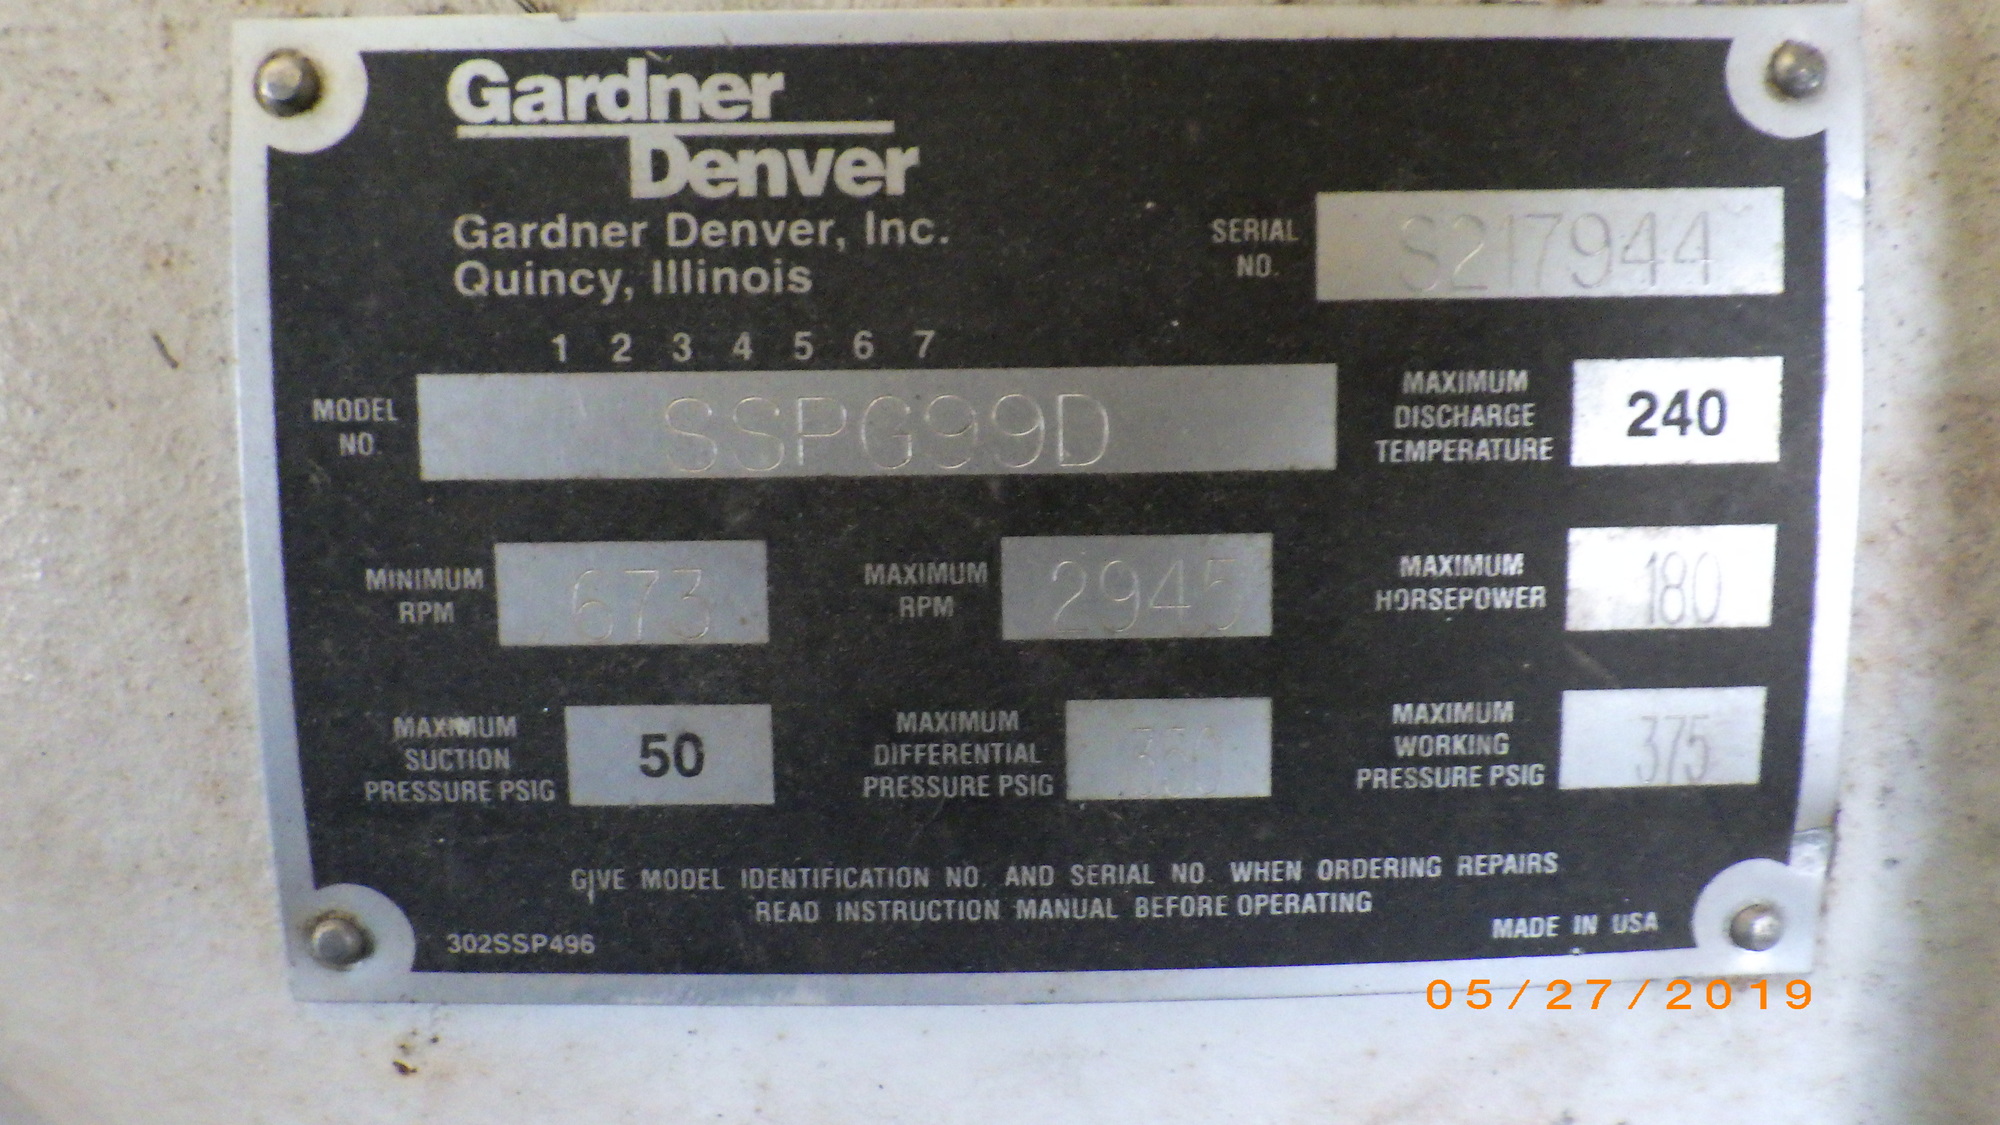 Gardner
Denver
Gardner Denver, Inc.
Quincy, Illinois
SERIAL
NO.
S217944
1 2 3 4 5 6 7
MODEL
NO.
SSPG99D
MAXIMUM
DISCHARGE
TEMPERATURE
240
MINIMUM
RPM
673
MAXIMUM
RPM
2945
MAXIMUM
HORSEPOWER
180
MAXIMUM
SUCTION
PRESSURE PSIG
50
MAXIMUM
DIFFERENTIAL
PRESSURE PSIG
350
MAXIMUM
WORKING
PRESSURE PSIG
375
GIVE MODEL IDENTIFICATION NO. AND SERIAL NO. WHEN ORDERING REPAIRS
READ INSTRUCTION MANUAL BEFORE OPERATING
302SSP496
MADE IN USA
05/27/2019